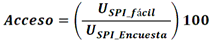 Acceso = (U_SPI_fácil / U_SPI_Encuesta) 100